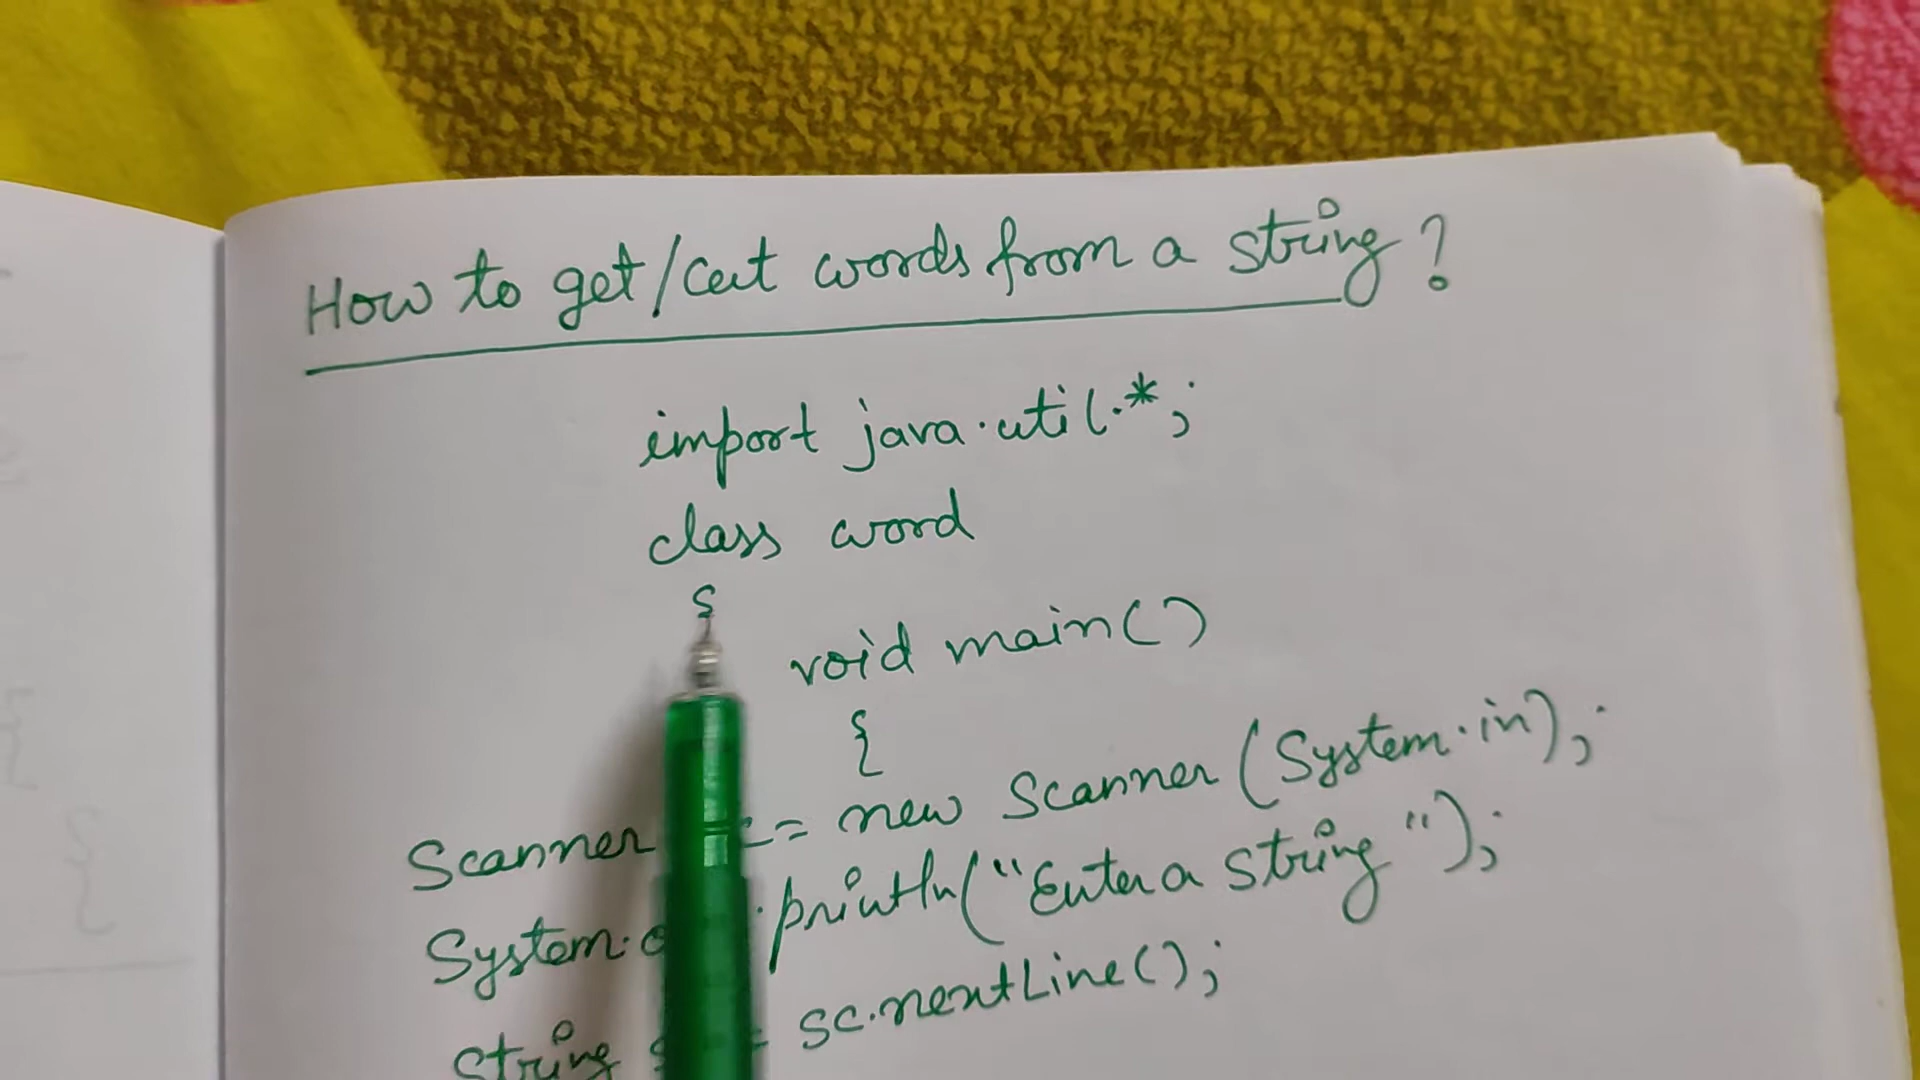 How to get/cut words from a string?
import java.util.*;
class word
{
void main()
{
Scanner = new Scanner(System.in);
System. .println("Enter a string");
String = sc.nextLine();